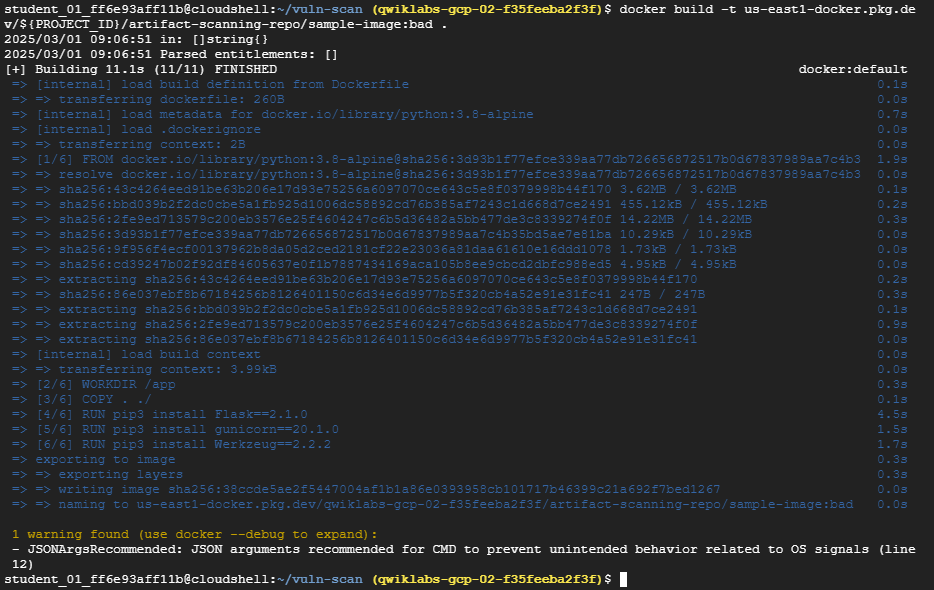 student_01_ff6e93aff11b@cloudshell:~/vuln-scan (qwiklabs-gcp-02-f35feeba2f3f)$ docker build -t us-east1-docker.pkg.de
v/${PROJECT_ID}/artifact-scanning-repo/sample-image:bad .
2025/03/01 09:06:51 in: []string{}
2025/03/01 09:06:51 Parsed entitlements: []
[+] Building 11.1s (11/11) FINISHED docker:default
=> [internal] load build definition from Dockerfile 0.1s
=> => transferring dockerfile: 260B 0.0s
=> [internal] load metadata for docker.io/library/python:3.8-alpine 0.7s
=> [internal] load .dockerignore 0.0s
=> => transferring context: 2B 0.0s
=> [1/6] FROM docker.io/library/python:3.8-alpine@sha256:3d93b1f77efce339aa77db726656872517b0d67837989aa7c4b3 1.9s
=> => resolve docker.io/library/python:3.8-alpine@sha256:3d93b1f77efce339aa77db726656872517b0d67837989aa7c4b3 0.0s
=> => sha256:43c4264eed91be63b206e17d93e75256a6097070ce643c5e8f0379998b44f170 3.62MB / 3.62MB 0.1s
=> => sha256:bbd039b2f2dc0cbe5a1fb925d1006dc58892cd76b385af7243c1d668d7ce2491 455.12kB / 455.12kB 0.2s
=> => sha256:2fe9ed713579c200eb3576e25f4604247c6b5d36482a5bb477de3c8339274f0f 14.22MB / 14.22MB 0.3s
=> => sha256:3d93b1f77efce339aa77db726656872517b0d67837989aa7c4b35bd5ae7e81ba 10.29kB / 10.29kB 0.0s
=> => sha256:9f956f4ecf00137962b8da05d2ced2181cf22e23036a81daa61610e16ddd1078 1.73kB / 1.73kB 0.0s
=> => sha256:cd39247b02f92df84605637e0f1b7887434169aca105b8ee9cbcd2dbfc988ed5 4.95kB / 4.95kB 0.0s
=> => extracting sha256:43c4264eed91be63b206e17d93e75256a6097070ce643c5e8f0379998b44f170 0.2s
=> => sha256:86e037ebf8b67184256b8126401150c6d34e6d9977b5f320cb4a52e91e31fc41 247B / 247B 0.3s
=> => extracting sha256:bbd039b2f2dc0cbe5a1fb925d1006dc58892cd76b385af7243c1d668d7ce2491 0.1s
=> => extracting sha256:2fe9ed713579c200eb3576e25f4604247c6b5d36482a5bb477de3c8339274f0f 0.9s
=> => extracting sha256:86e037ebf8b67184256b8126401150c6d34e6d9977b5f320cb4a52e91e31fc41 0.0s
=> [internal] load build context 0.0s
=> => transferring context: 3.99kB 0.0s
=> [2/6] WORKDIR /app 0.3s
=> [3/6] COPY . ./ 0.1s
=> [4/6] RUN pip3 install Flask==2.1.0 4.5s
=> [5/6] RUN pip3 install gunicorn==20.1.0 1.5s
=> [6/6] RUN pip3 install Werkzeug==2.2.2 1.7s
=> exporting to image 0.3s
=> => exporting layers 0.3s
=> => writing image sha256:38ccde5ae2f5447004af1b1a86e0393958cb101717b46399c21a692f7bed1267 0.0s
=> => naming to us-east1-docker.pkg.dev/qwiklabs-gcp-02-f35feeba2f3f/artifact-scanning-repo/sample-image:bad 0.0s
1 warning found (use docker --debug to expand):
- JSONArgsRecommended: JSON arguments recommended for CMD to prevent unintended behavior related to OS signals (line
12)
student_01_ff6e93aff11b@cloudshell:~/vuln-scan (qwiklabs-gcp-02-f35feeba2f3f)$